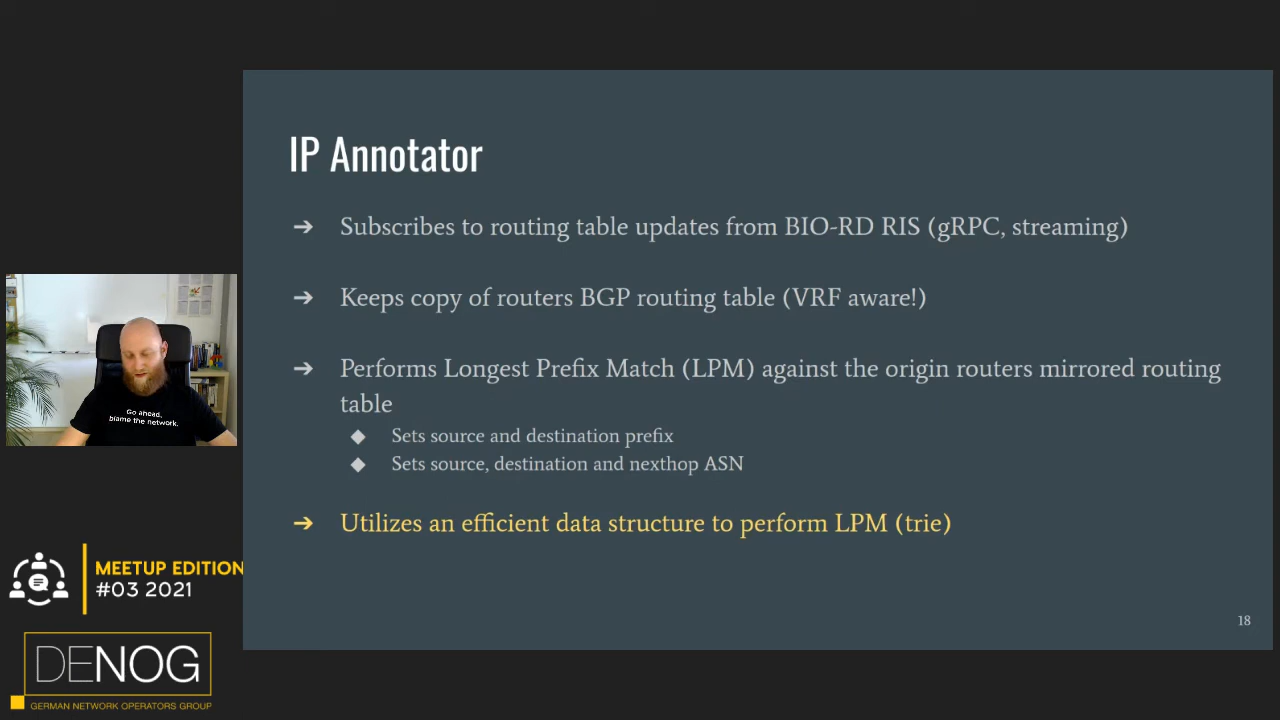 IP Annotator
➔ Subscribes to routing table updates from BIO-RD RIS (gRPC, streaming)
➔ Keeps copy of routers BGP routing table (VRF aware!)
➔ Performs Longest Prefix Match (LPM) against the origin routers mirrored routing
table
◆ Sets source and destination prefix
◆ Sets source, destination and nexthop ASN
➔ Utilizes an efficient data structure to perform LPM (trie)
18
Go ahead,
blame the network.
MEETUP EDITION
#03 2021
DENOG
GERMAN NETWORK OPERATORS GROUP